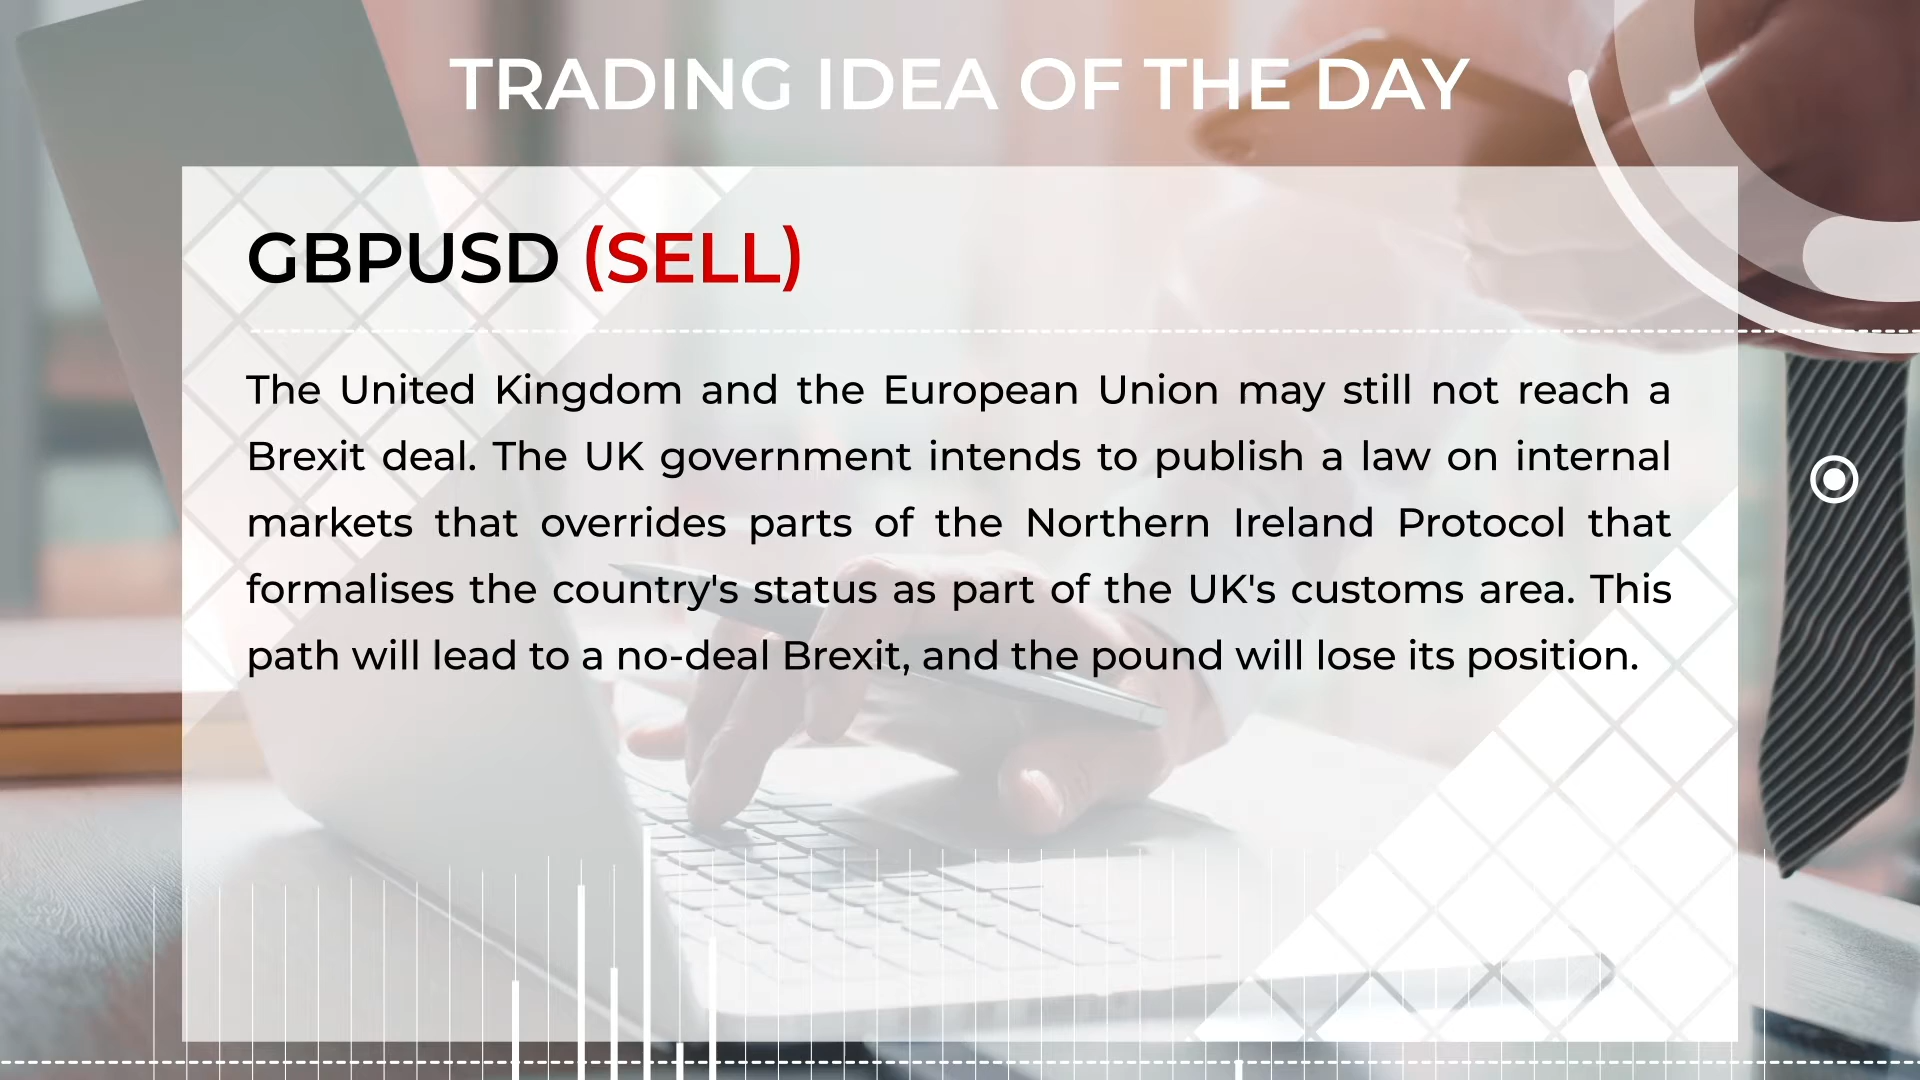 TRADING IDEA OF THE DAY
GBPUSD (SELL)
The United Kingdom and the European Union may still not reach a
Brexit deal. The UK government intends to publish a law on internal
markets that overrides parts of the Northern Ireland Protocol that
formalises the country's status as part of the UK's customs area. This
path will lead to a no-deal Brexit, and the pound will lose its position.